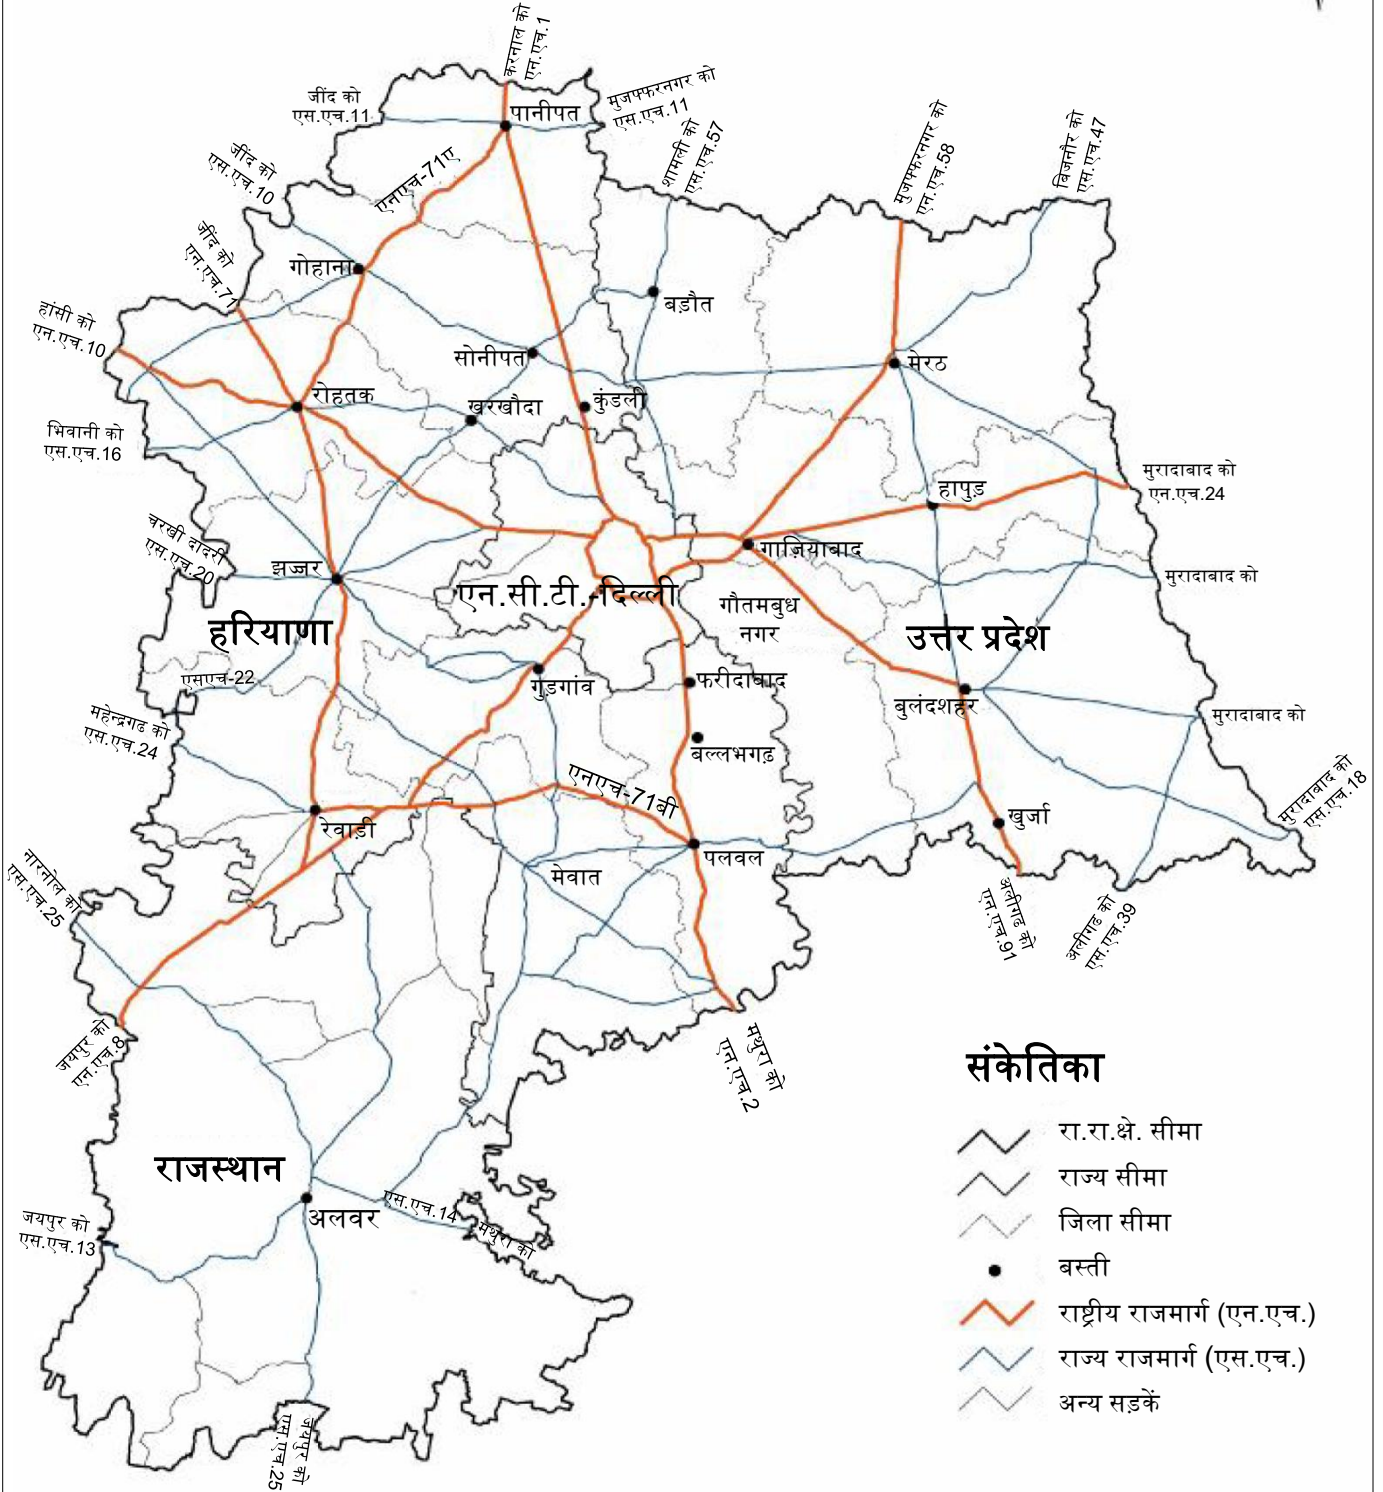 करनाल को
एन.एच.1
जींद को
एस.एच.11
पानीपत
मुजफ्फरनगर को
एस.एच.11
शामली को
एस.एच.57
मुजफ्फरनगर को
एन.एच.58
बिजनौर को
एस.एच.47
जींद को
एस.एच.10
एनएच-71ए
जींद को
एन.एच.71
गोहाना
बड़ौत
हांसी को
एन.एच.10
सोनीपत
मेरठ
रोहतक
खरखौदा
कुंडली
भिवानी को
एस.एच.16
मुरादाबाद को
एन.एच.24
हापुड़
चरखी दादरी
एस.एच.20
झज्जर
गाज़ियाबाद
मुरादाबाद को
एन.सी.टी.-दिल्ली
गौतमबुध
नगर
हरियाणा
उत्तर प्रदेश
एसएच-22
गुड़गांव
फरीदाबाद
बुलंदशहर
मुरादाबाद को
महेन्द्रगढ को
एस.एच.24
बल्लभगढ़
एनएच-71बी
मुरादाबाद को
एस.एच.18
रेवाड़ी
खुर्जा
पलवल
मेवात
नारनोल को
एस.एच.25
अलीगढ को
एन.एच.91
अलीगढ को
एस.एच.39
जयपुर को
एन.एच.8
मथुरा को
एन.एच.2
संकेतिका
रा.रा.क्षे. सीमा
राज्य सीमा
जिला सीमा
बस्ती
राष्ट्रीय राजमार्ग (एन.एच.)
राज्य राजमार्ग (एस.एच.)
अन्य सड़कें
राजस्थान
एस.एच.14
मथुरा को
अलवर
जयपुर को
एस.एच.13
जयपुर को
एस.एच.25